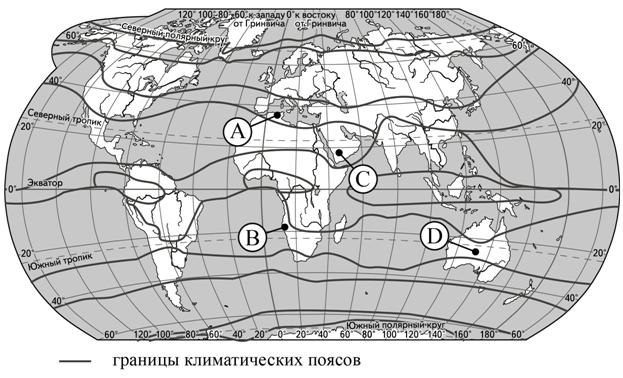 120° 100° 80° 60° к западу 0° к востоку 80° 100° 120° 140° 180°
от Гринвича от Гринвича
Северный полярный круг
60° 60°
40° 40°
Северный тропик
20° 20°
A
C
Экватор
0° 0°
B
D
20° 20°
Южный тропик
40° 40°
Южный полярный круг
60° 120° 100° 80° 60° 40° 20° 0° 20° 40° 60° 80° 100° 120° 140° 180° 60°
границы климатических поясов